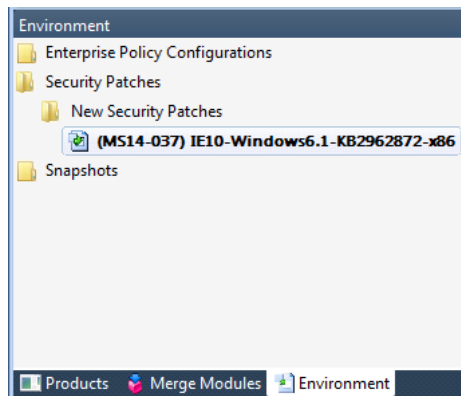 Environment
Enterprise Policy Configurations
Security Patches
New Security Patches
(MS14-037) IE10-Windows6.1-KB2962872-x86
Snapshots
Products Merge Modules Environment